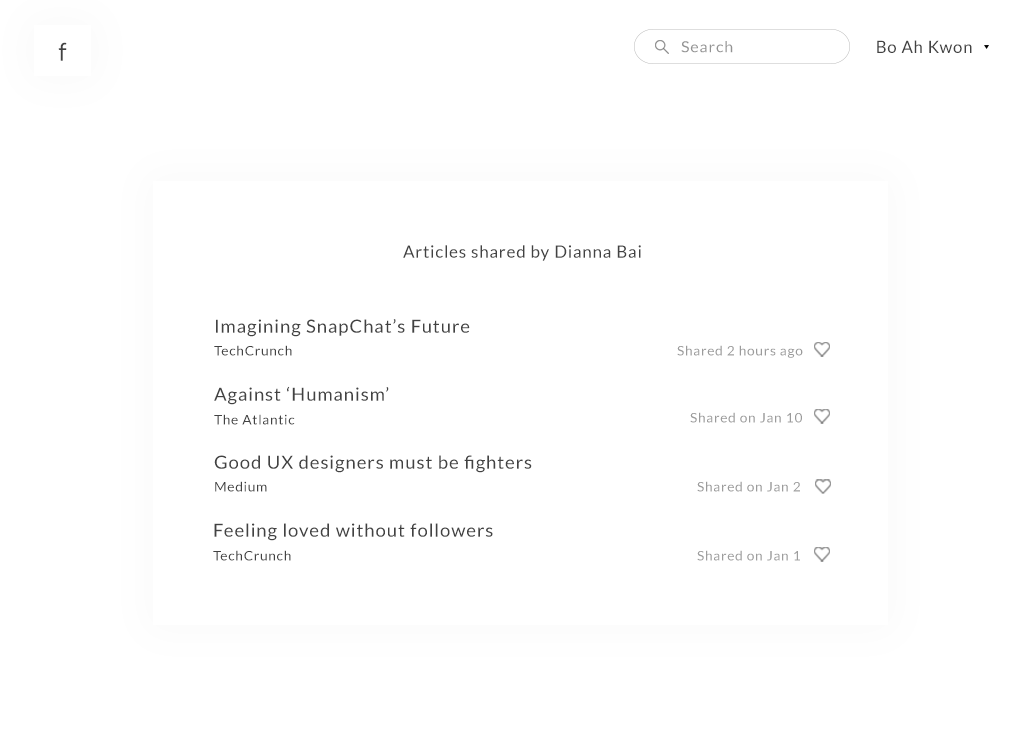 f
Search
Bo Ah Kwon
Articles shared by Dianna Bai
Imagining SnapChat’s Future
TechCrunch
Shared 2 hours ago
Against ‘Humanism’
The Atlantic
Shared on Jan 10
Good UX designers must be fighters
Medium
Shared on Jan 2
Feeling loved without followers
TechCrunch
Shared on Jan 1